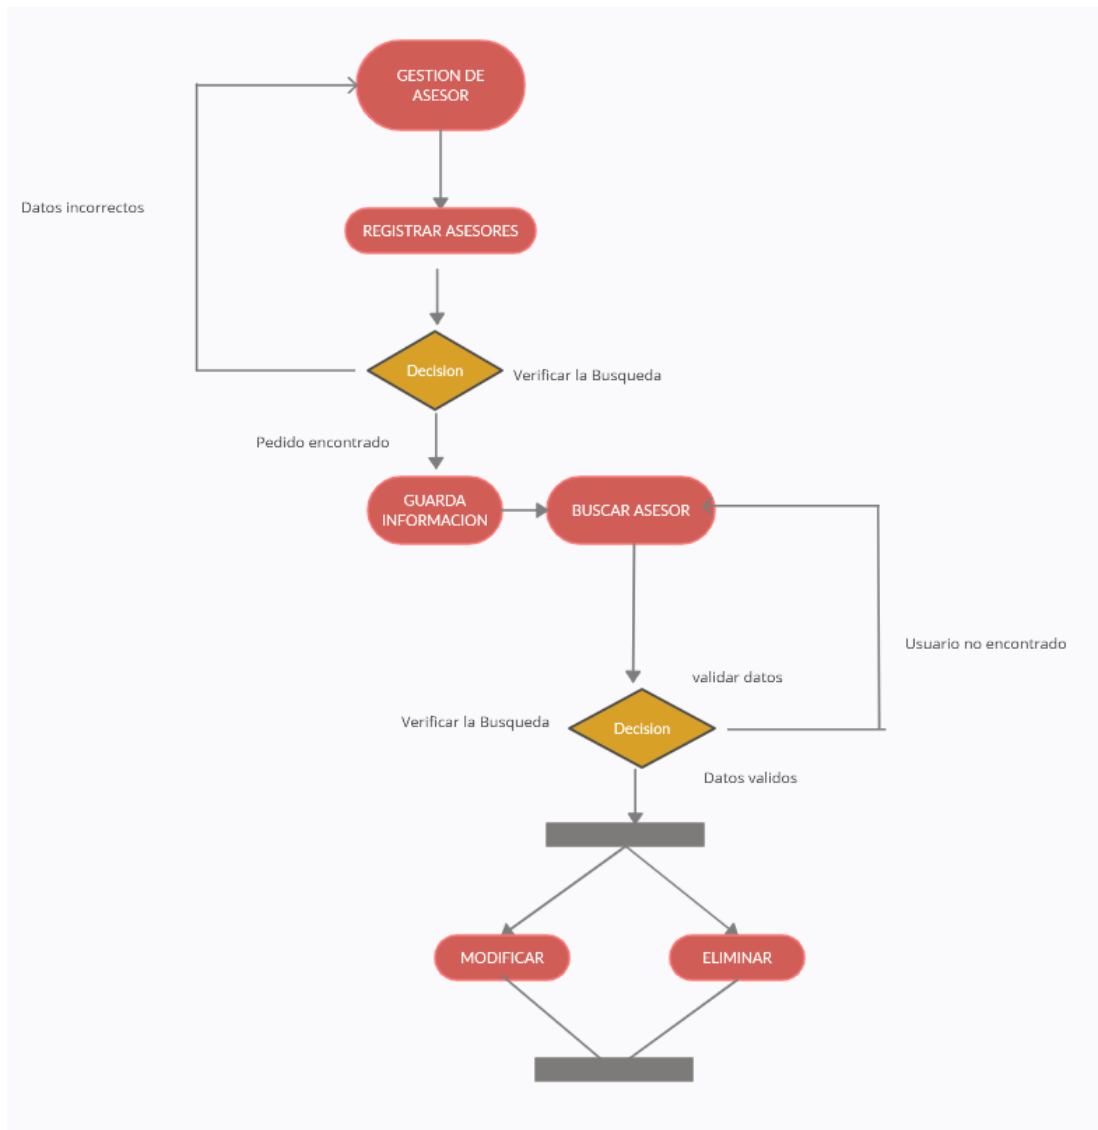 GESTION DE
ASESOR
Datos incorrectos
REGISTRAR ASESORES
Decision
Verificar la Busqueda
Pedido encontrado
GUARDA
INFORMACION
BUSCAR ASESOR
Usuario no encontrado
validar datos
Verificar la Busqueda
Decision
Datos validos
MODIFICAR
ELIMINAR